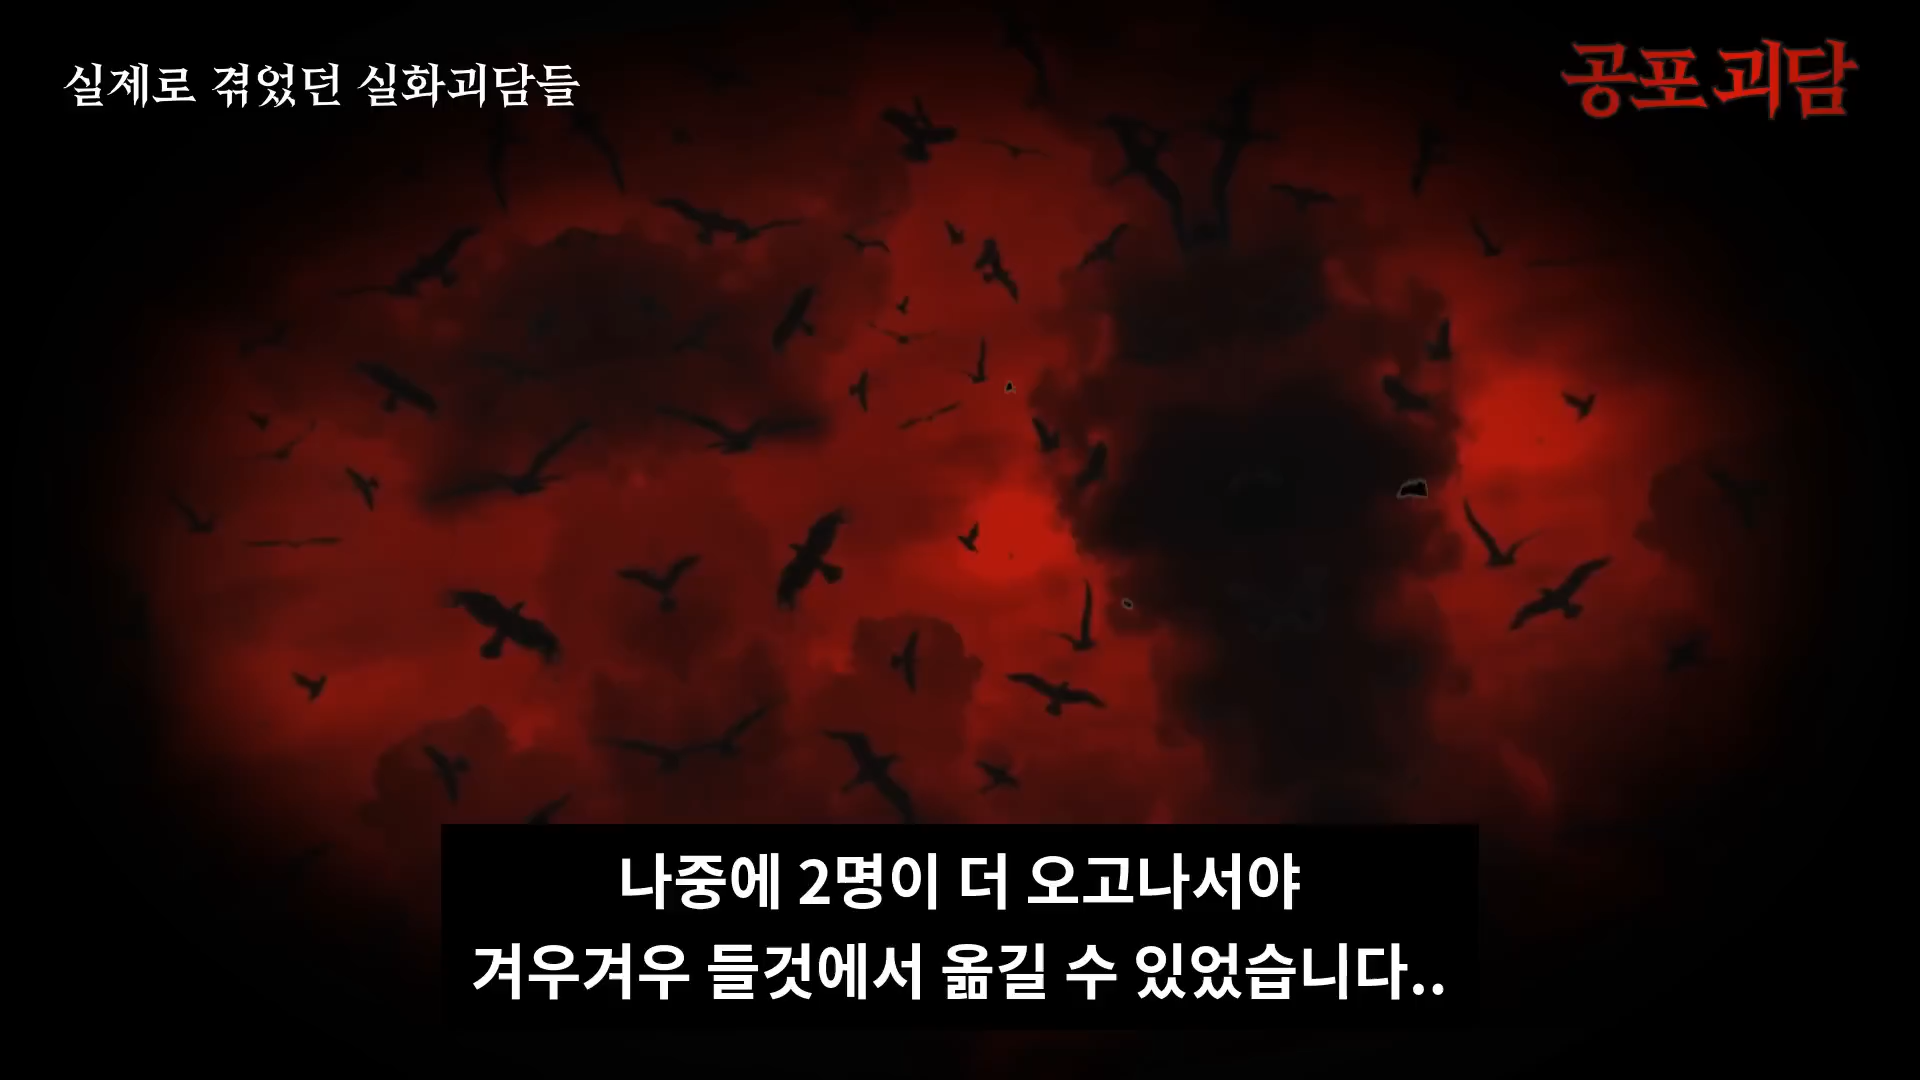 실제로 겪었던 실화괴담들
공포괴담
나중에 2명이 더 오고나서야
겨우겨우 들것에서 옮길 수 있었습니다..